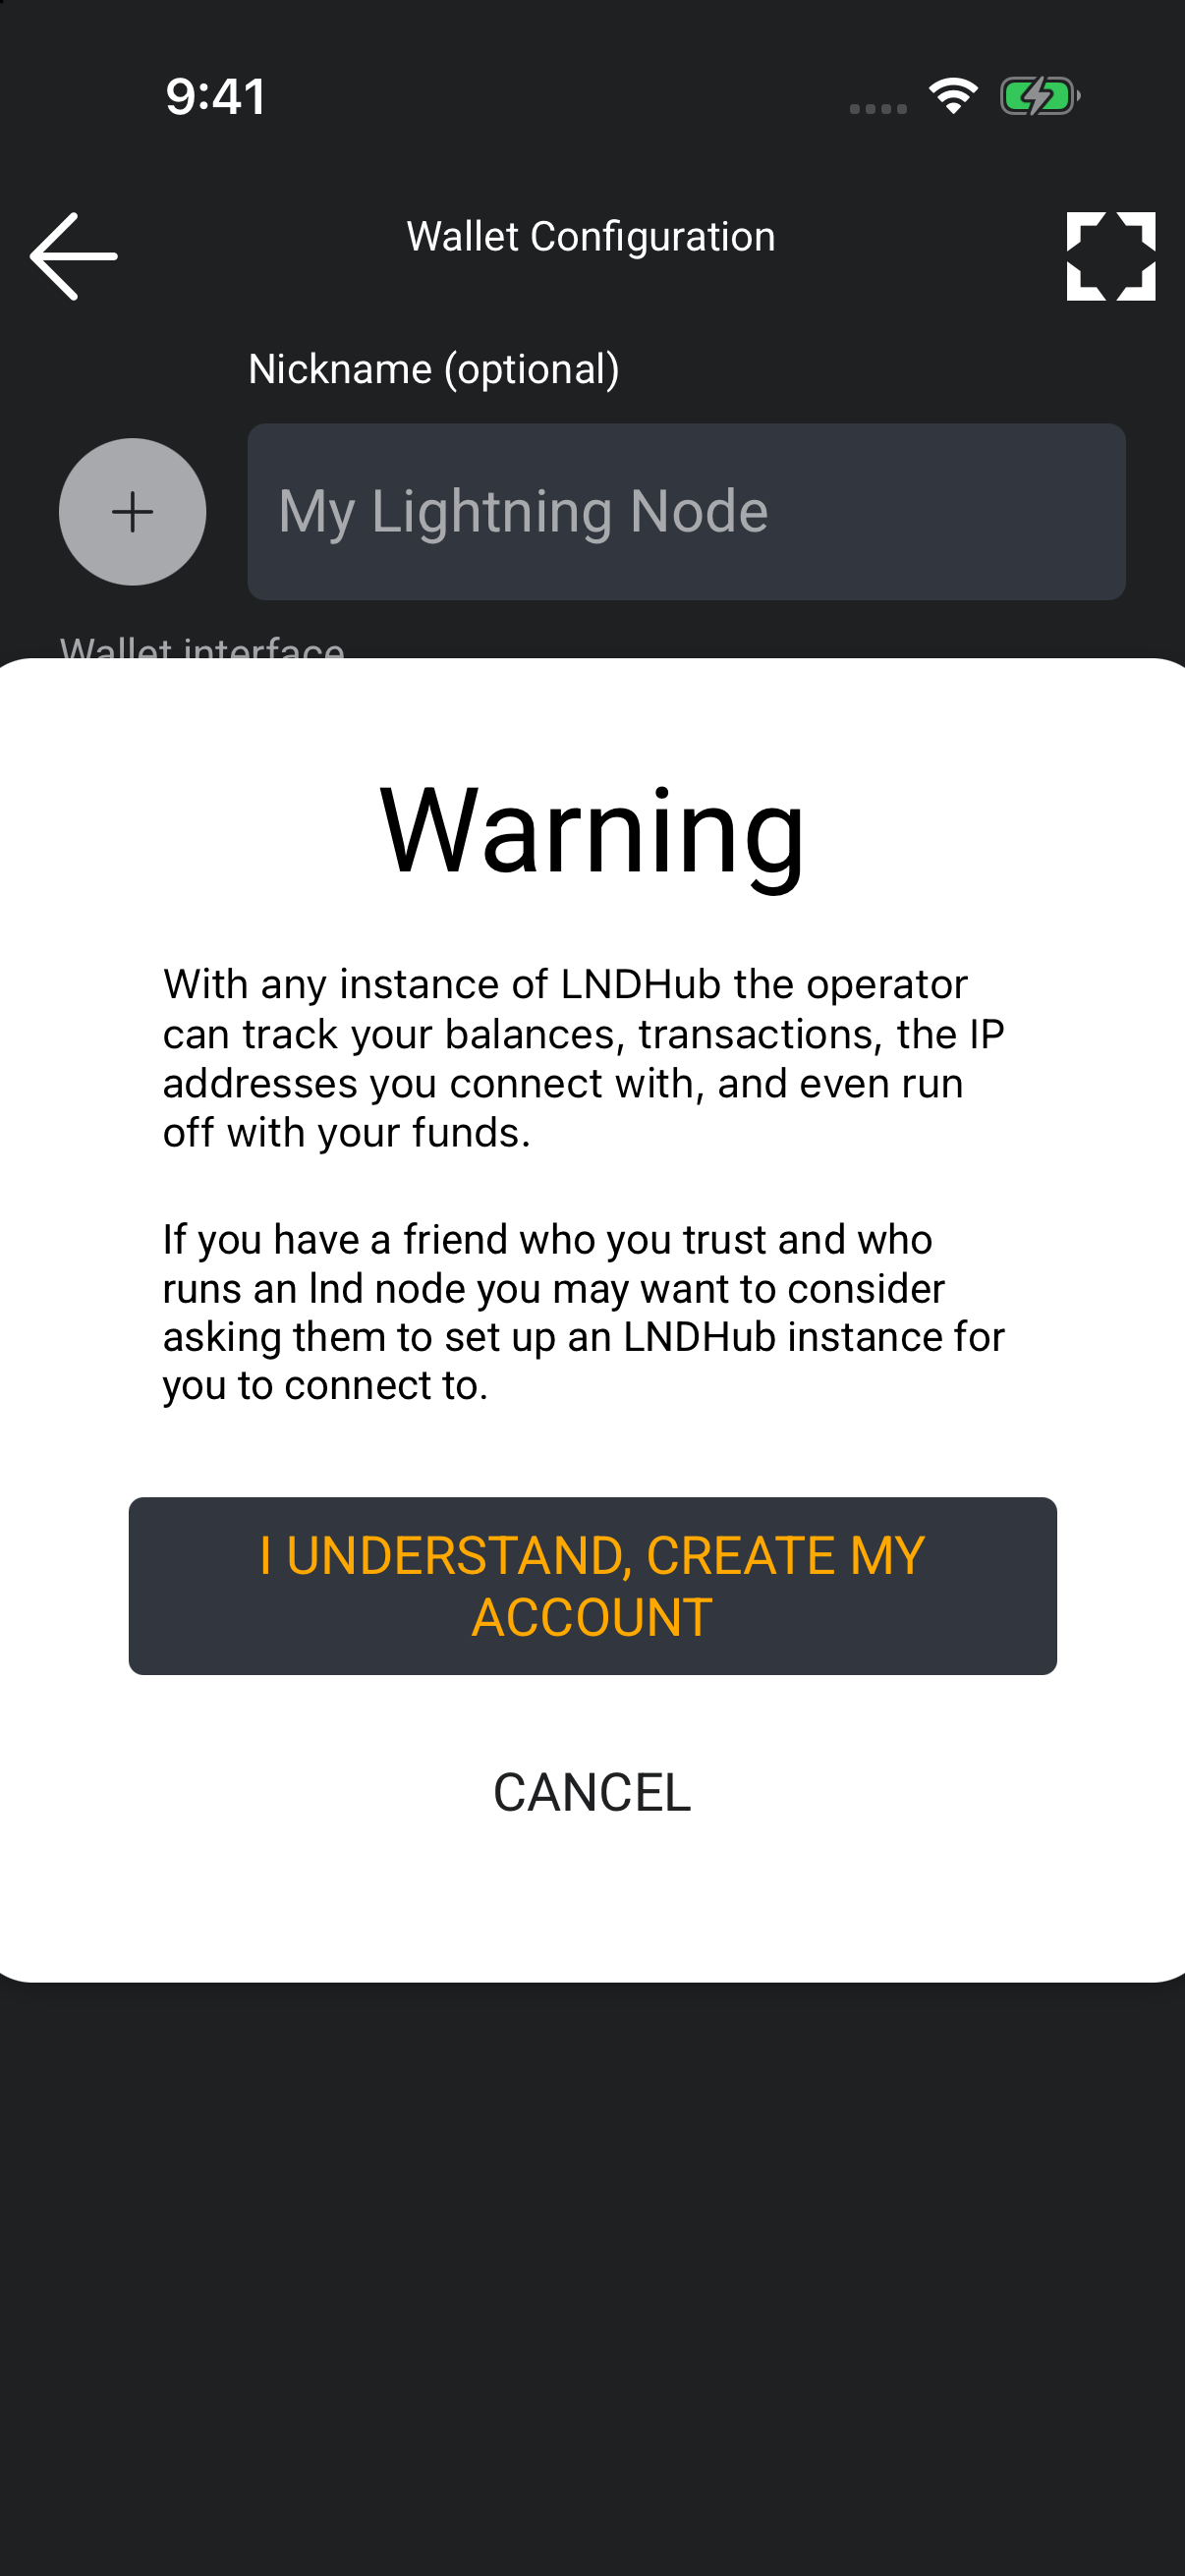 9:41
Wallet Configuration
Nickname (optional)
My Lightning Node
Wallet interface
Warning
With any instance of LNDHub the operator
can track your balances, transactions, the IP
addresses you connect with, and even run
off with your funds.
If you have a friend who you trust and who
runs an lnd node you may want to consider
asking them to set up an LNDHub instance for
you to connect to.
I UNDERSTAND, CREATE MY
ACCOUNT
CANCEL